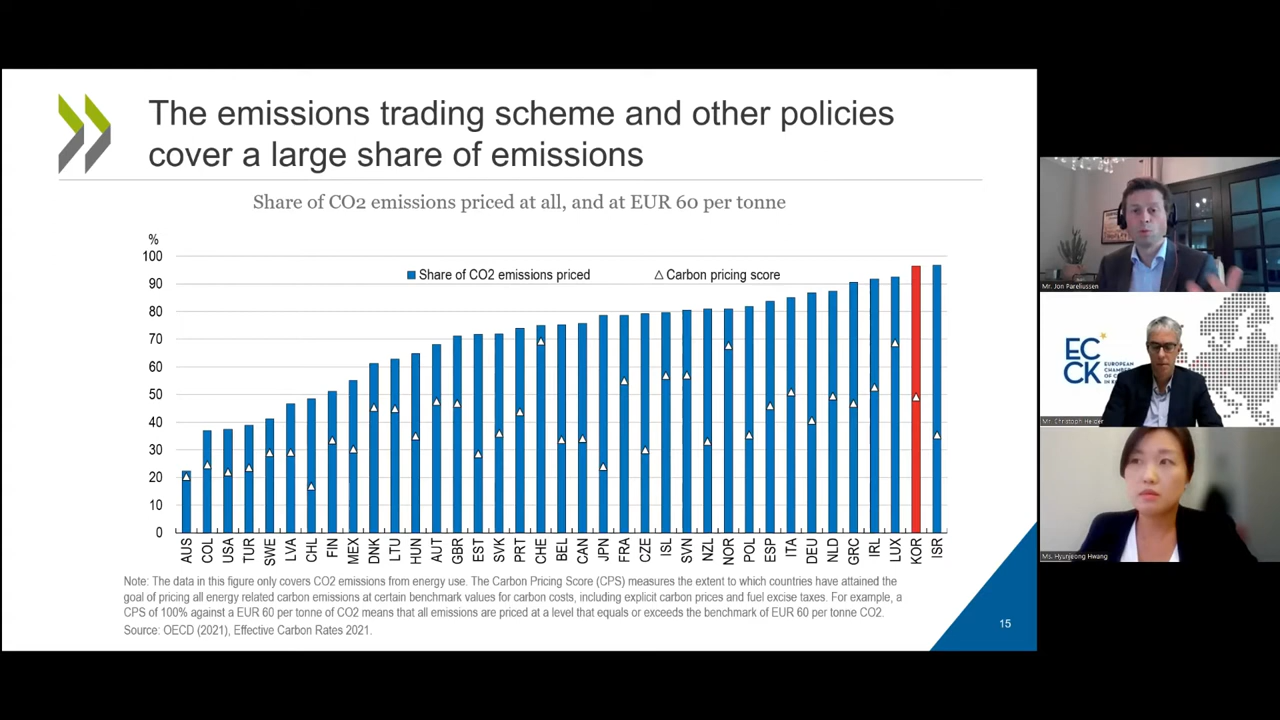 The emissions trading scheme and other policies
cover a large share of emissions
Share of CO2 emissions priced at all, and at EUR 60 per tonne
%
100
90
80
70
60
50
40
30
20
10
0
Share of CO2 emissions priced
Carbon pricing score
AUS COL USA TUR SWE LVA CHL FIN MEX DNK LTU HUN AUT GBR EST SVK PRT CHE BEL CAN JPN FRA CZE ISL SVN NZL NOR POL ESP ITA DEU NLD GRC IRL LUX KOR ISR
Note: The data in this figure only covers CO2 emissions from energy use. The Carbon Pricing Score (CPS) measures the extent to which countries have attained the
goal of pricing all energy related carbon emissions at certain benchmark values for carbon costs, including explicit carbon prices and fuel excise taxes. For example, a
CPS of 100% against a EUR 60 per tonne of CO2 means that all emissions are priced at a level that equals or exceeds the benchmark of EUR 60 per tonne CO2.
Source: OECD (2021), Effective Carbon Rates 2021.
15
Mr. Jon Pareliussen
EC
CK
EUROPEAN
CHAMBER
OF C
IN K
Mr. Christoph Heider
Ms. Hyunjeong Hwang